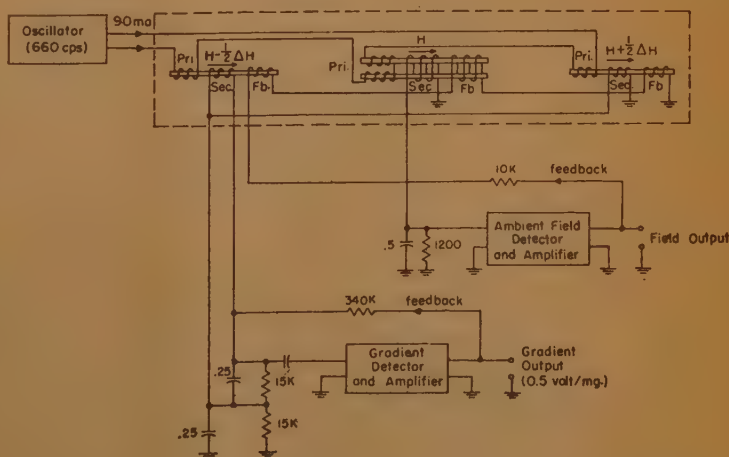 Oscillator
(660 cps)
90 ma
Pri.
H-½ΔH
Sec.
Fb.
H
Pri.
Sec.
Fb
H+½ΔH
Pri.
Sec.
Fb
10K
feedback
.5
1200
Ambient Field
Detector
and Amplifier
Field Output
340K
feedback
.25
15K
Gradient
Detector
and Amplifier
Gradient
Output
(0.5 volt/mg.)
.25
15K